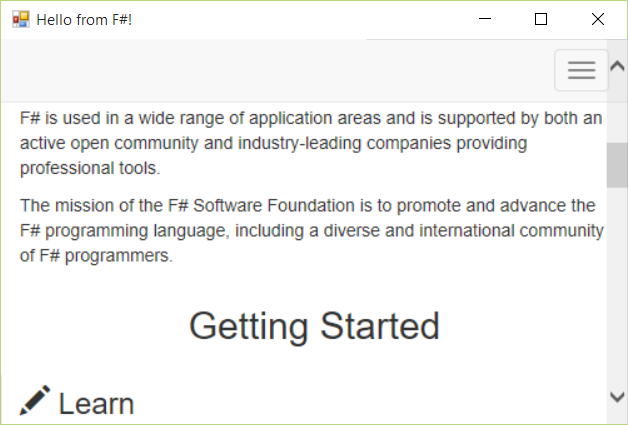 Hello from F#!
F# is used in a wide range of application areas and is supported by both an
active open community and industry-leading companies providing
professional tools.
The mission of the F# Software Foundation is to promote and advance the
F# programming language, including a diverse and international community
of F# programmers.
Getting Started
Learn